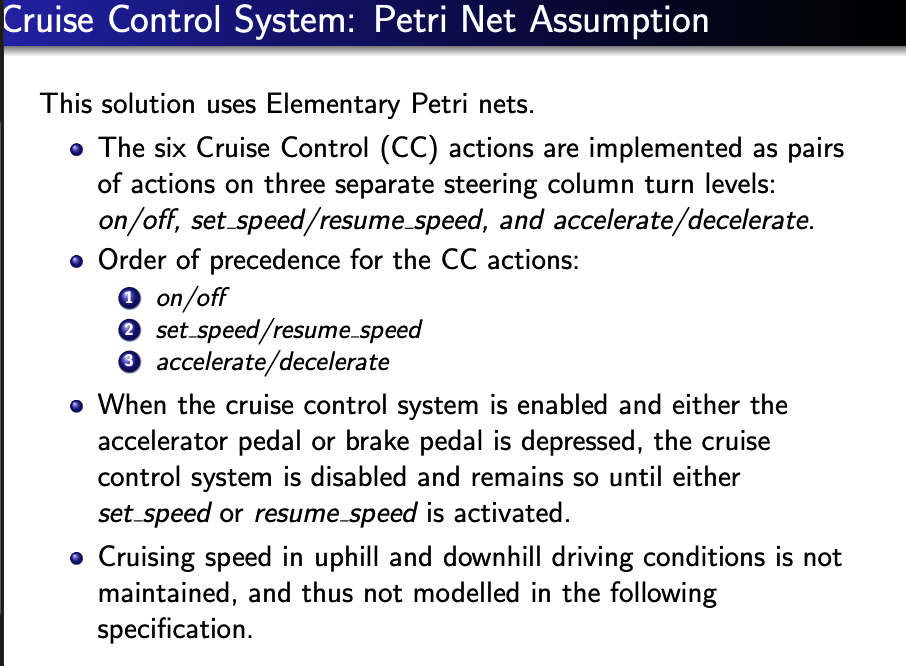 Cruise Control System: Petri Net Assumption
This solution uses Elementary Petri nets.
The six Cruise Control (CC) actions are implemented as pairs
of actions on three separate steering column turn levels:
on/off, set_speed/resume_speed, and accelerate/decelerate.
Order of precedence for the CC actions:
1 on/off
2 set_speed/resume_speed
3 accelerate/decelerate
When the cruise control system is enabled and either the
accelerator pedal or brake pedal is depressed, the cruise
control system is disabled and remains so until either
set_speed or resume_speed is activated.
Cruising speed in uphill and downhill driving conditions is not
maintained, and thus not modelled in the following
specification.